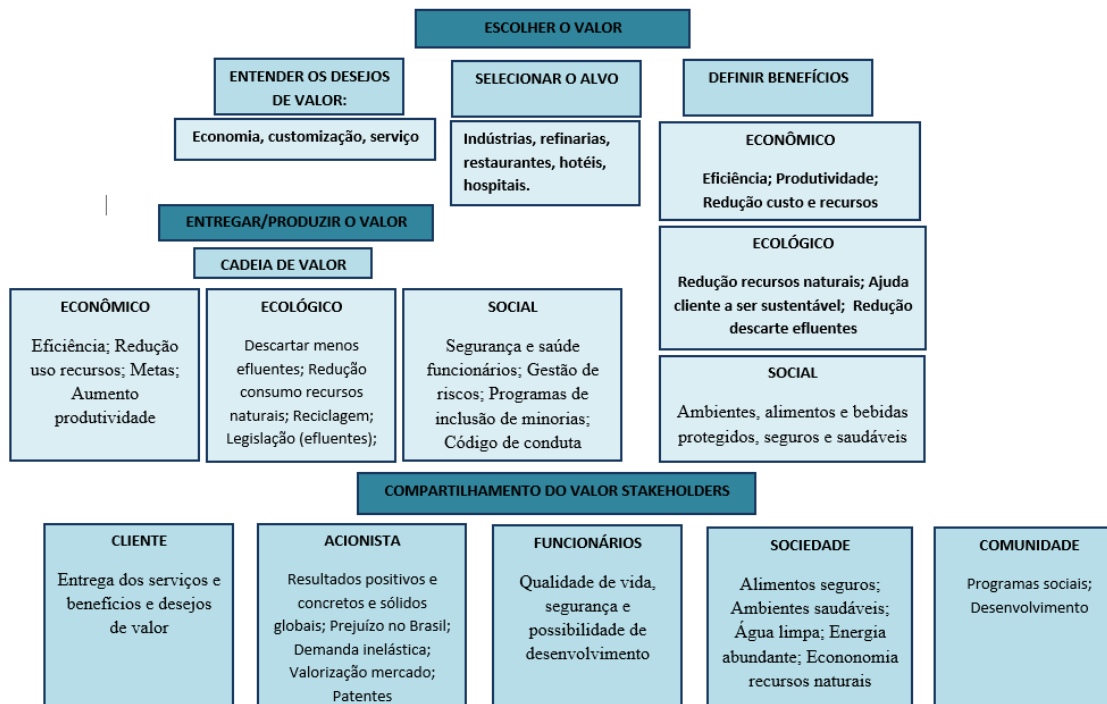 ESCOLHER O VALOR
ENTENDER OS DESEJOS
DE VALOR:
Economia, customização, serviço
SELECIONAR O ALVO
Indústrias, refinarias,
restaurantes, hotéis,
hospitais.
DEFINIR BENEFÍCIOS
ECONÔMICO
Eficiência; Produtividade;
Redução custo e recursos
ECOLÓGICO
Redução recursos naturais; Ajuda
cliente a ser sustentável; Redução
descarte efluentes
SOCIAL
Ambientes, alimentos e bebidas
protegidos, seguros e saudáveis
ENTREGAR/PRODUZIR O VALOR
CADEIA DE VALOR
ECONÔMICO
Eficiência; Redução
uso recursos; Metas;
Aumento
produtividade
ECOLÓGICO
Descartar menos
efluentes; Redução
consumo recursos
naturais; Reciclagem;
Legislação (efluentes);
SOCIAL
Segurança e saúde
funcionários; Gestão de
riscos; Programas de
inclusão de minorias;
Código de conduta
COMPARTILHAMENTO DO VALOR STAKEHOLDERS
CLIENTE
Entrega dos serviços e
benefícios e desejos
de valor
ACIONISTA
Resultados positivos e
concretos e sólidos
globais; Prejuízo no Brasil;
Demanda inelástica;
Valorização mercado;
Patentes
FUNCIONÁRIOS
Qualidade de vida,
segurança e
possibilidade de
desenvolvimento
SOCIEDADE
Alimentos seguros;
Ambientes saudáveis;
Água limpa; Energia
abundante; Econonomia
recursos naturais
COMUNIDADE
Programas sociais;
Desenvolvimento